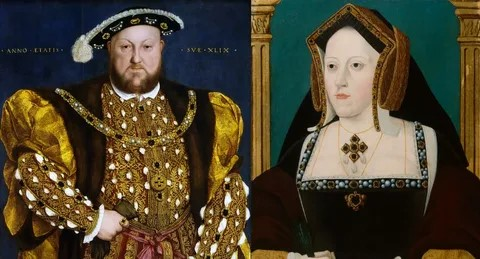 · ANNO · ETATIS · SVE · XLIX ·